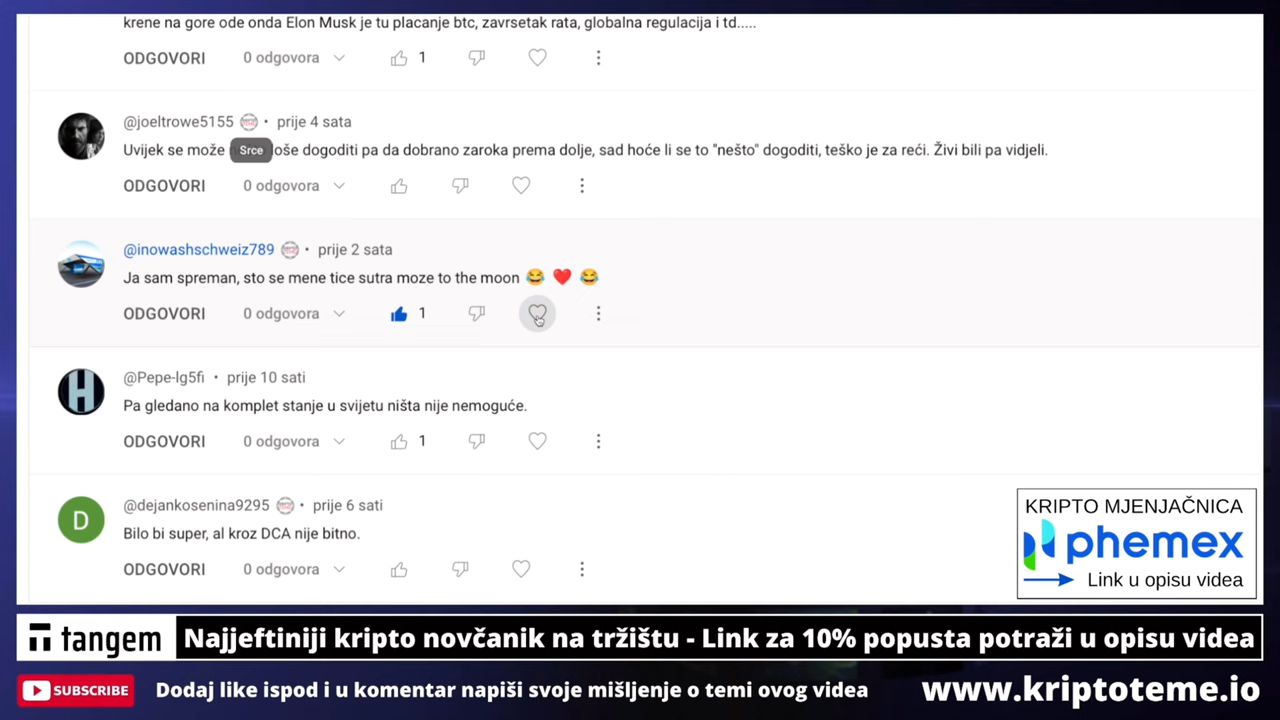 krene na gore ode onda Elon Musk je tu placanje btc, zavrsetak rata, globalna regulacija i td.....
ODGOVORI 0 odgovora 1
@joeltrowe5155 • prije 4 sata
Uvijek se može loše dogoditi pa da dobrano zaroka prema dolje, sad hoće li se to "nešto" dogoditi, teško je za reći. Živi bili pa vidjeli.
Srce
ODGOVORI 0 odgovora
@inowashschweiz789 • prije 2 sata
Ja sam spreman, sto se mene tice sutra moze to the moon 😂 ❤️ 😂
ODGOVORI 0 odgovora 1
H
@Pepe-lg5fi • prije 10 sati
Pa gledano na komplet stanje u svijetu ništa nije nemoguće.
ODGOVORI 0 odgovora 1
D
@dejankosenina9295 • prije 6 sati
Bilo bi super, al kroz DCA nije bitno.
ODGOVORI 0 odgovora
KRIPTO MJENJAČNICA
phemex
Link u opisu videa
tangem Najjeftiniji kripto novčanik na tržištu - Link za 10% popusta potraži u opisu videa
SUBSCRIBE Dodaj like ispod i u komentar napiši svoje mišljenje o temi ovog videa www.kriptoteme.io